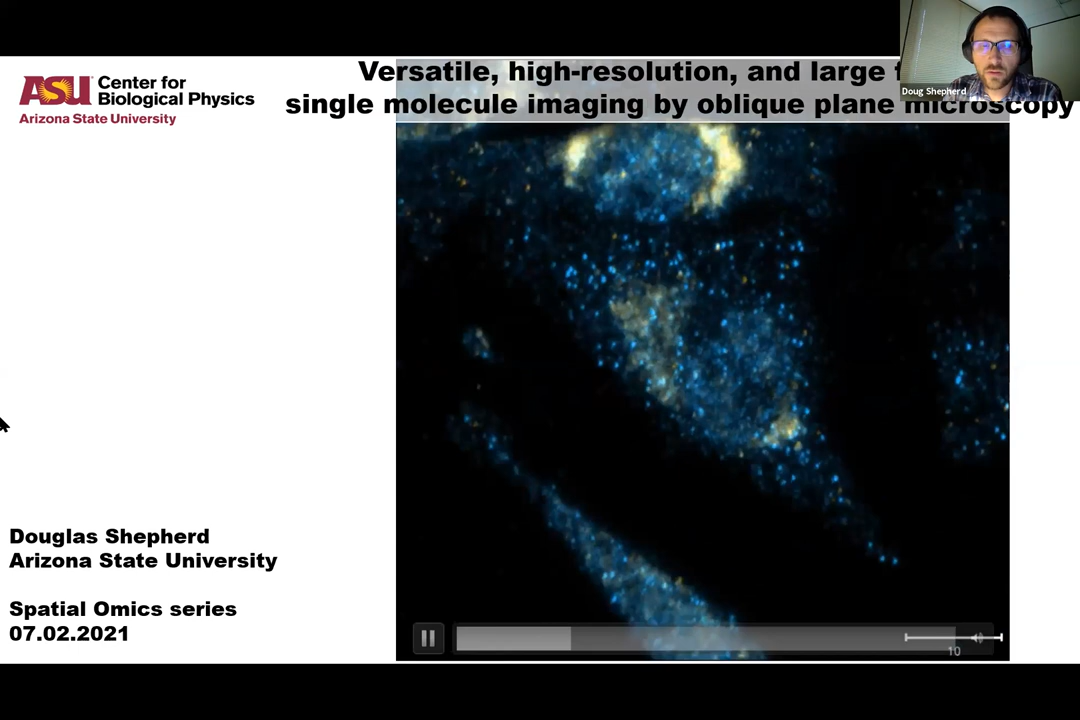 ASU Center for
Biological Physics
Arizona State University
Versatile, high-resolution, and large
single molecule imaging by oblique plane microscopy
Doug Shepherd
Douglas Shepherd
Arizona State University
Spatial Omics series
07.02.2021
10